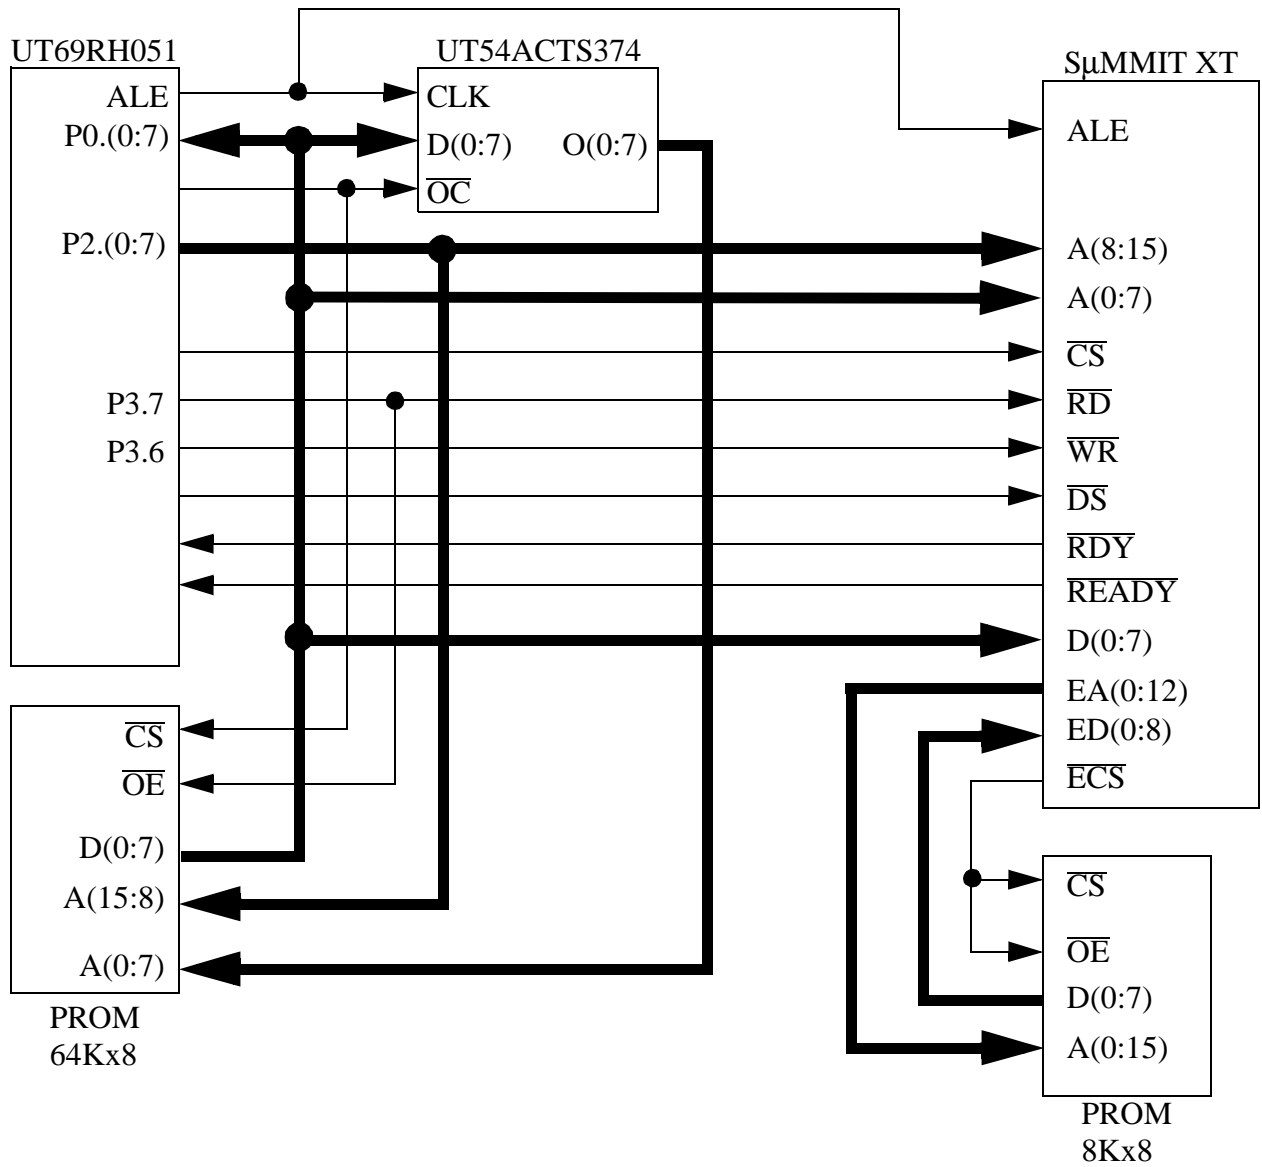 UT69RH051
ALE
P0.(0:7)
P2.(0:7)
P3.7
P3.6
UT54ACTS374
CLK
D(0:7) O(0:7)
OC
SμMMIT XT
ALE
A(8:15)
A(0:7)
CS
RD
WR
DS
RDY
READY
D(0:7)
EA(0:12)
ED(0:8)
ECS
CS
OE
D(0:7)
A(15:8)
A(0:7)
PROM
64Kx8
CS
OE
D(0:7)
A(0:15)
PROM
8Kx8